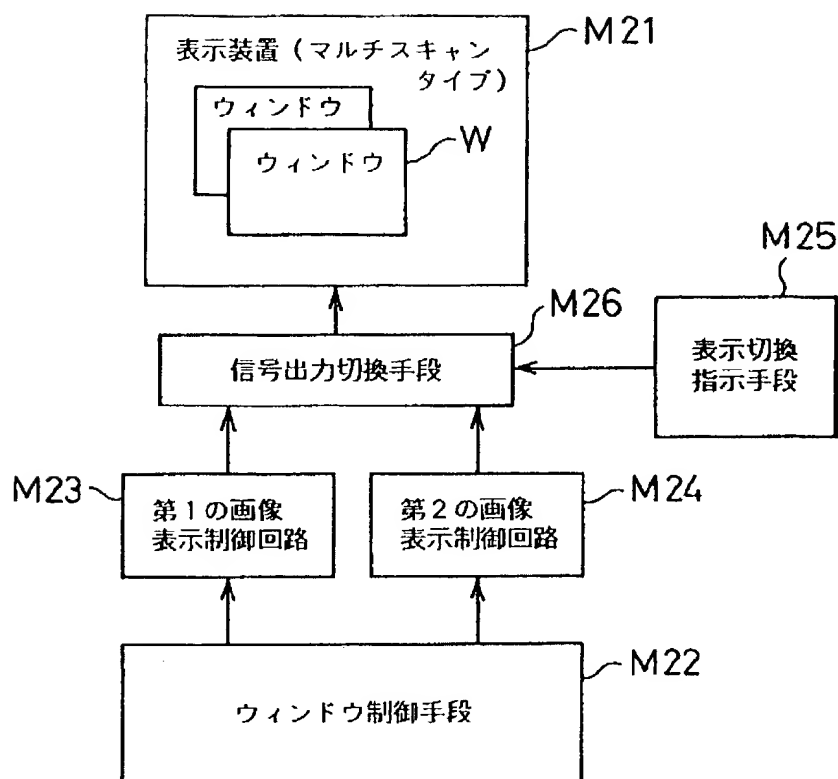 M21
表示装置(マルチスキャン
タイプ)
ウィンドウ
ウィンドウ
W
M25
M26
信号出力切換手段
表示切換
指示手段
M23
第1の画像
表示制御回路
第2の画像
表示制御回路
M24
M22
ウィンドウ制御手段